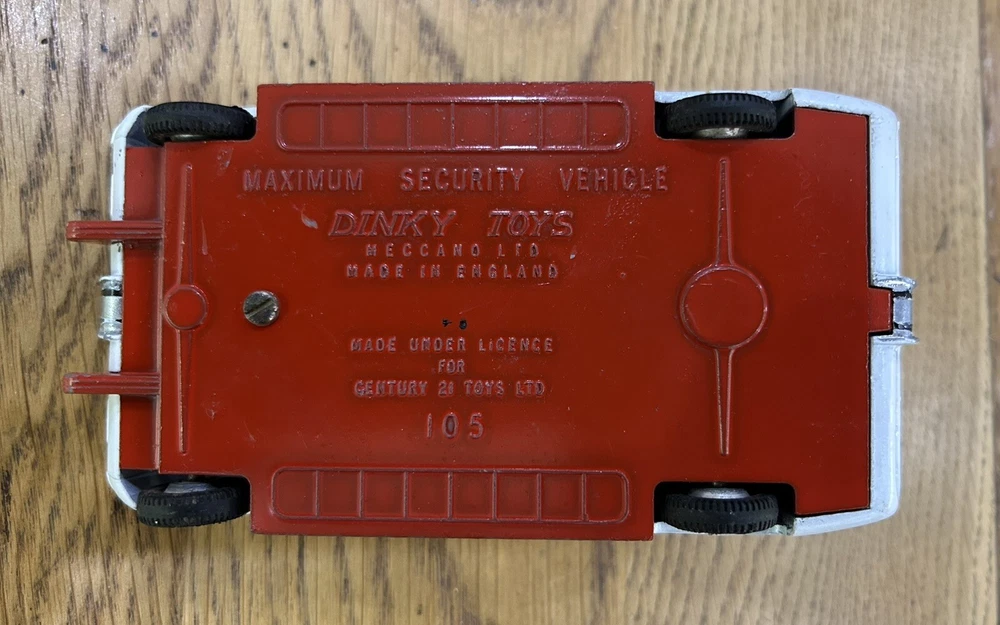 MAXIMUM SECURITY VEHICLE
DINKY TOYS
MECCANO LTD
MADE IN ENGLAND
MADE UNDER LICENCE
FOR
CENTURY 21 TOYS LTD
105